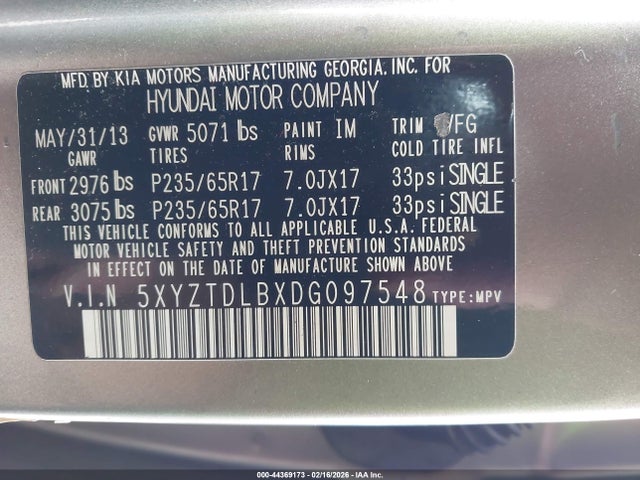 MFD. BY KIA MOTORS MANUFACTURING GEORGIA. INC. FOR
HYUNDAI MOTOR COMPANY
MAY/31/13 GVWR 5071 lbs PAINT IM TRIM /FG
GAWR TIRES RIMS COLD TIRE INFL
FRONT 2976 lbs P235/65R17 7.0JX17 33psi SINGLE
REAR 3075 lbs P235/65R17 7.0JX17 33psi SINGLE
THIS VEHICLE CONFORMS TO ALL APPLICABLE U.S.A. FEDERAL
MOTOR VEHICLE SAFETY AND THEFT PREVENTION STANDARDS
IN EFFECT ON THE DATE OF MANUFACTURE SHOWN ABOVE.
V.I.N 5XYZTDLBXDG097548 TYPE:MPV
000-44369173 - 02/16/2026 - IAA Inc.